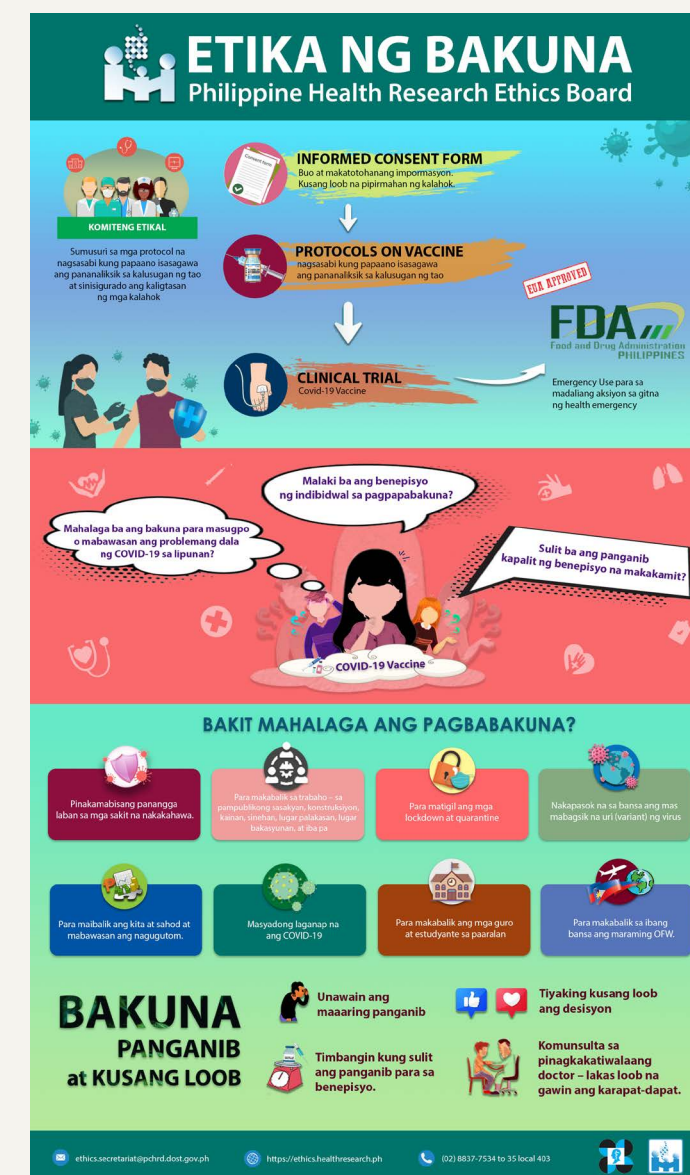 ETIKA NG BAKUNA
Philippine Health Research Ethics Board
KOMITENG ETIKAL
Sumusuri sa mga protocol na
nagsasabi kung papaano isasagawa
ang pananaliksik sa kalusugan ng tao
at sinisigurado ang kaligtasan
ng mga kalahok
Consent form
INFORMED CONSENT FORM
Buo at makatotohanang impormasyon.
Kusang loob na pipirmahan ng kalahok.
PROTOCOLS ON VACCINE
nagsasabi kung papaano isasagawa
ang pananaliksik sa kalusugan ng tao
CLINICAL TRIAL
Covid-19 Vaccine
EUA APPROVED
FDA
Food and Drug Administration
PHILIPPINES
Emergency Use para sa
madaliang aksiyon sa gitna
ng health emergency
Mahalaga ba ang bakuna para masugpo
o mabawasan ang problemang dala
ng COVID-19 sa lipunan?
Malaki ba ang benepisyo
ng indibidwal sa pagpapabakuna?
Sulit ba ang panganib
kapalit ng benepisyo na makakamit?
COVID-19 Vaccine
BAKIT MAHALAGA ANG PAGBABAKUNA?
Pinakamabisang panangga
laban sa mga sakit na nakakahawa.
Para makabalik sa trabaho – sa
pampublikong sasakyan, konstruksiyon,
kainan, sinehan, lugar palakasan, lugar
bakasyunan, at iba pa
Para matigil ang mga
lockdown at quarantine
Nakapasok na sa bansa ang mas
mabagsik na uri (variant) ng virus
Para maibalik ang kita at sahod at
mabawasan ang nagugutom.
Masyadong laganap na
ang COVID-19
Para makabalik ang mga guro
at estudyante sa paaralan
Para makabalik sa ibang
bansa ang maraming OFW.
BAKUNA
PANGANIB
at KUSANG LOOB
Unawain ang
maaaring panganib
Timbangin kung sulit
ang panganib para sa
benepisyo.
Tiyaking kusang loob
ang desisyon
Komunsulta sa
pinagkakatiwalaang
doctor – lakas loob na
gawin ang karapat-dapat.
ethics.secretariat@pchrd.dost.gov.ph
https://ethics.healthresearch.ph
(02) 8837-7534 to 35 local 403